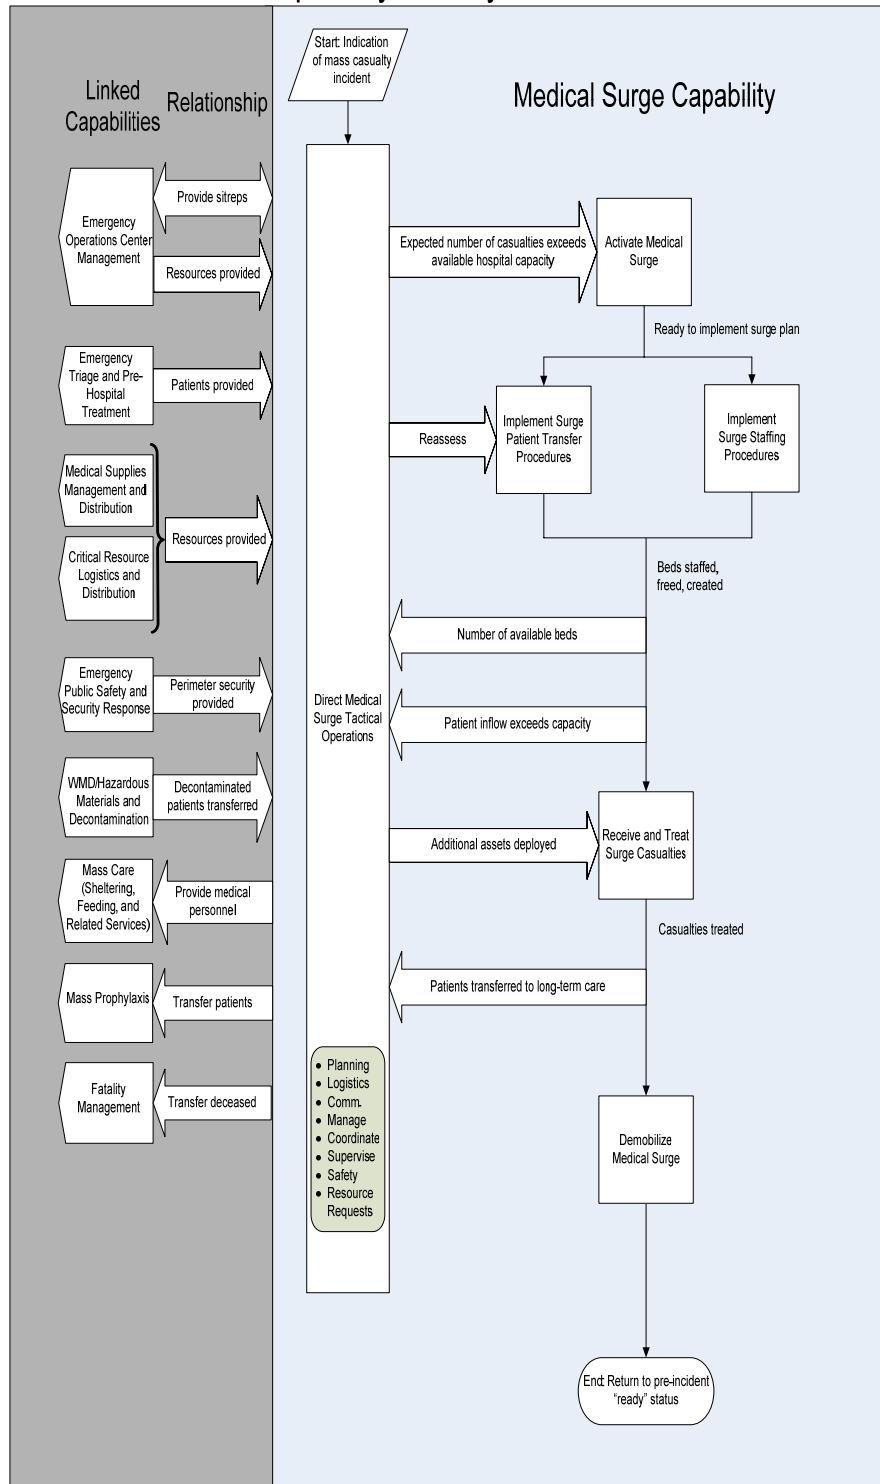 Start: Indication
of mass casualty
incident
Linked
Capabilities
Relationship
Medical Surge Capability
Emergency
Operations Center
Management
Provide sitreps
Resources provided
Expected number of casualties exceeds
available hospital capacity
Activate Medical
Surge
Ready to implement surge plan
Emergency
Triage and Pre-
Hospital
Treatment
Patients provided
Reassess
Implement Surge
Patient Transfer
Procedures
Implement
Surge Staffing
Procedures
Medical Supplies
Management and
Distribution
Critical Resource
Logistics and
Distribution
Resources provided
Beds staffed,
freed, created
Number of available beds
Emergency
Public Safety and
Security Response
Perimeter security
provided
Direct Medical
Surge Tactical
Operations
Patient inflow exceeds capacity
WMD/Hazardous
Materials and
Decontamination
Decontaminated
patients transferred
Additional assets deployed
Receive and Treat
Surge Casualties
Mass Care
(Sheltering,
Feeding, and
Related Services)
Provide medical
personnel
Casualties treated
Mass Prophylaxis
Transfer patients
Patients transferred to long-term care
Fatality
Management
Transfer deceased
• Planning
• Logistics
• Comm.
• Manage
• Coordinate
• Supervise
• Safety
• Resource
Requests
Demobilize
Medical Surge
End: Return to pre-incident
"ready" status